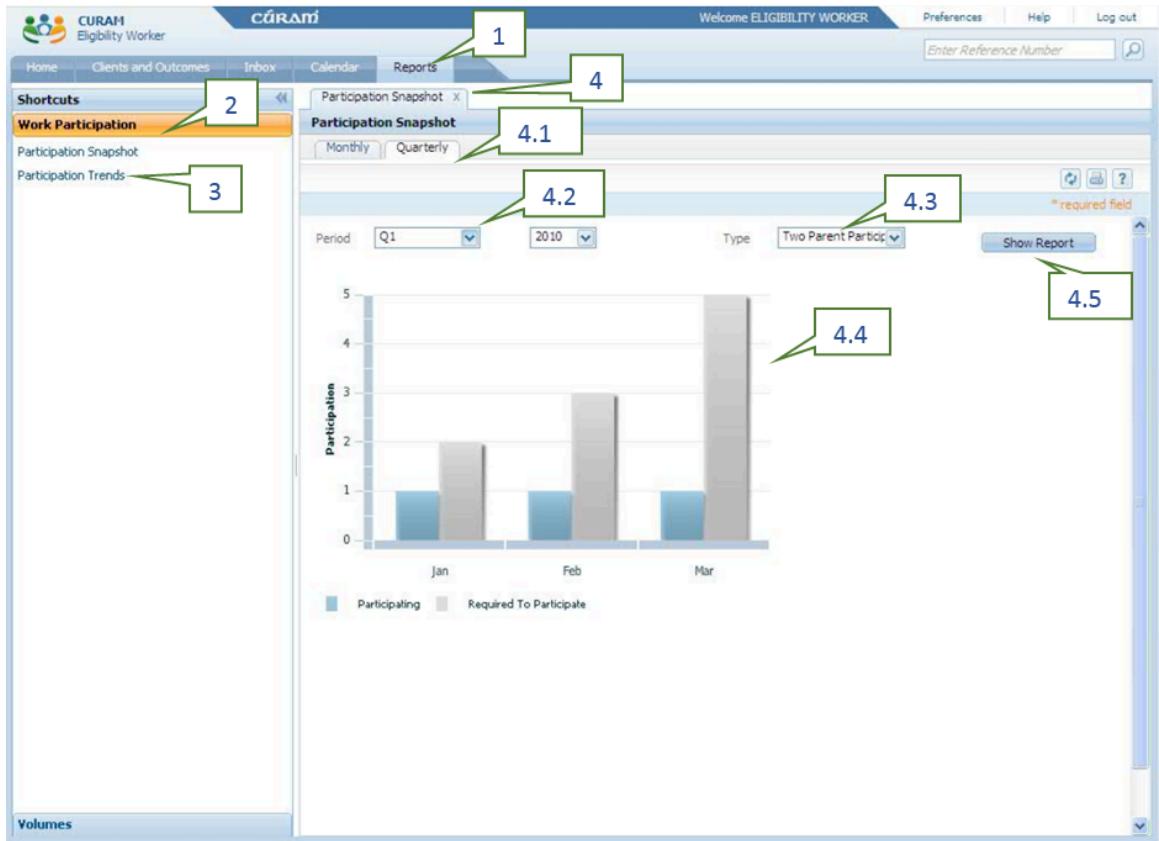 CURAM
Eligibility Worker
cúram
Welcome ELIGIBILITY WORKER
Preferences
Help
Log out
Enter Reference Number
Home
Clients and Outcomes
Inbox
Calendar
Reports
1
Shortcuts
2
Participation Snapshot x
4
Work Participation
Participation Snapshot
4.1
Monthly
Quarterly
Participation Snapshot
Participation Trends
3
4.2
4.3
?
* required field
Period
Q1
2010
Type
Two Parent Particip
Show Report
4.5
4.4
5
4
3
2
1
0
Participation
Jan
Feb
Mar
Participating
Required To Participate
Volumes